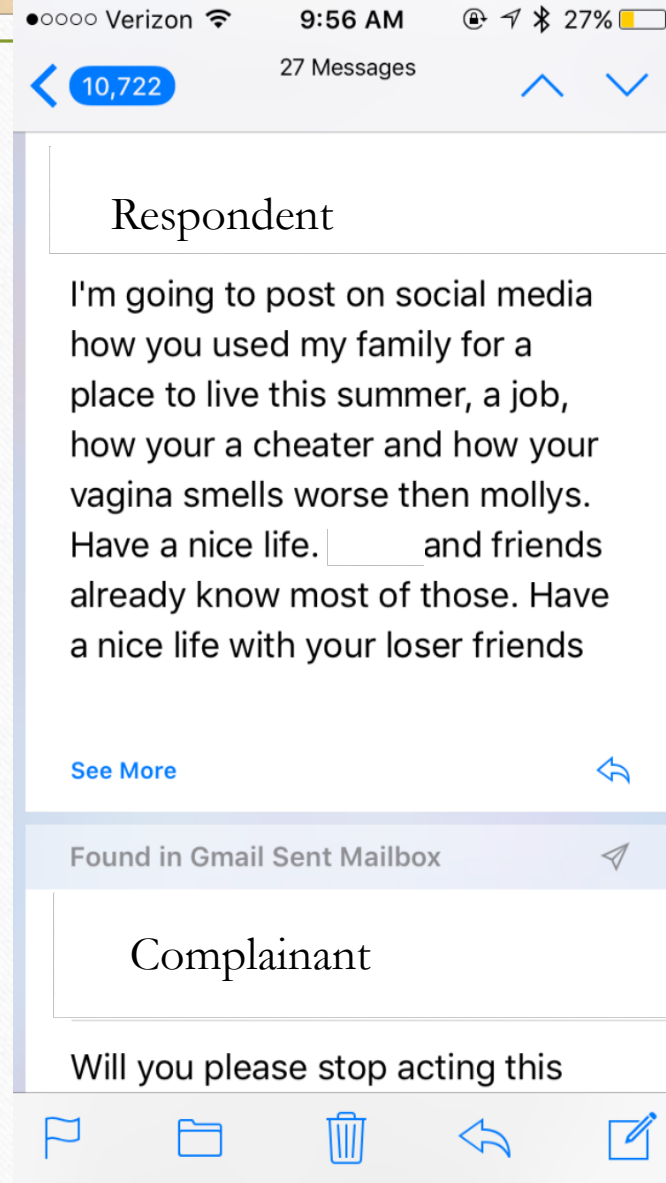 Verizon 9:56 AM 27%
10,722 27 Messages
Respondent
I'm going to post on social media
how you used my family for a
place to live this summer, a job,
how your a cheater and how your
vagina smells worse then mollys.
Have a nice life. and friends
already know most of those. Have
a nice life with your loser friends
See More
Found in Gmail Sent Mailbox
Complainant
Will you please stop acting this